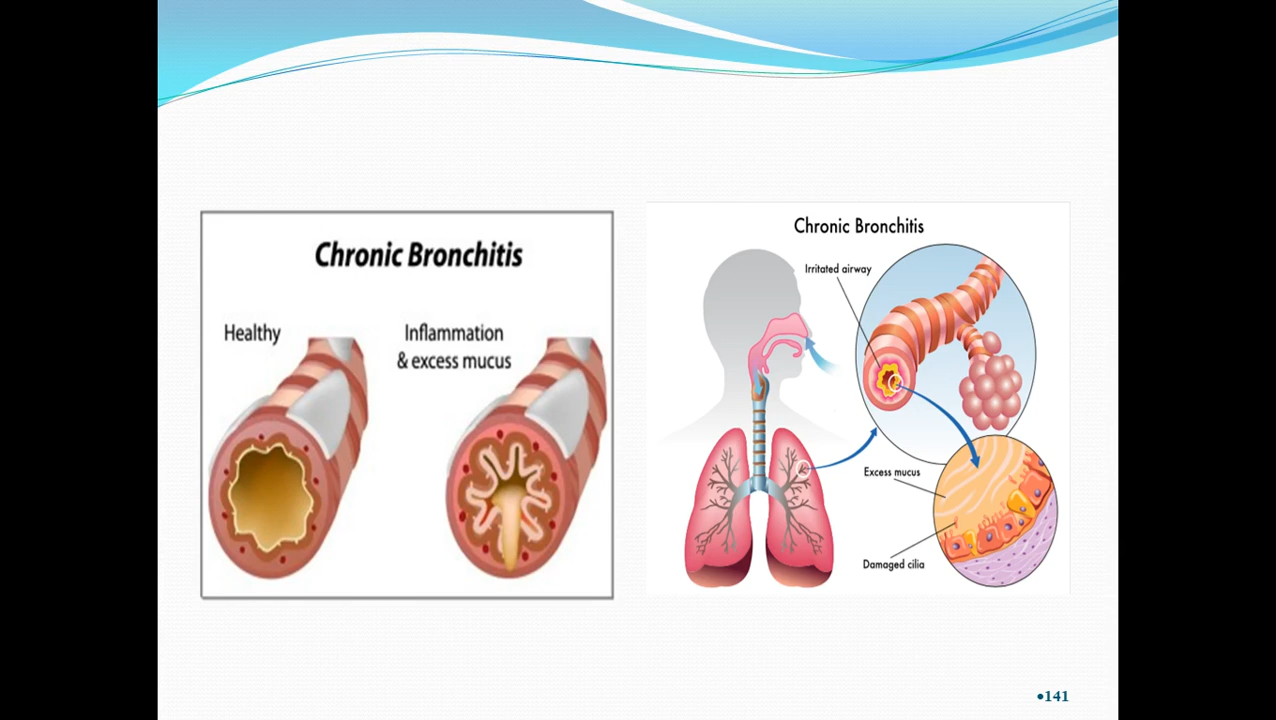 Chronic Bronchitis
Healthy
Inflammation
& excess mucus
Chronic Bronchitis
Irritated airway
Excess mucus
Damaged cilia
•141